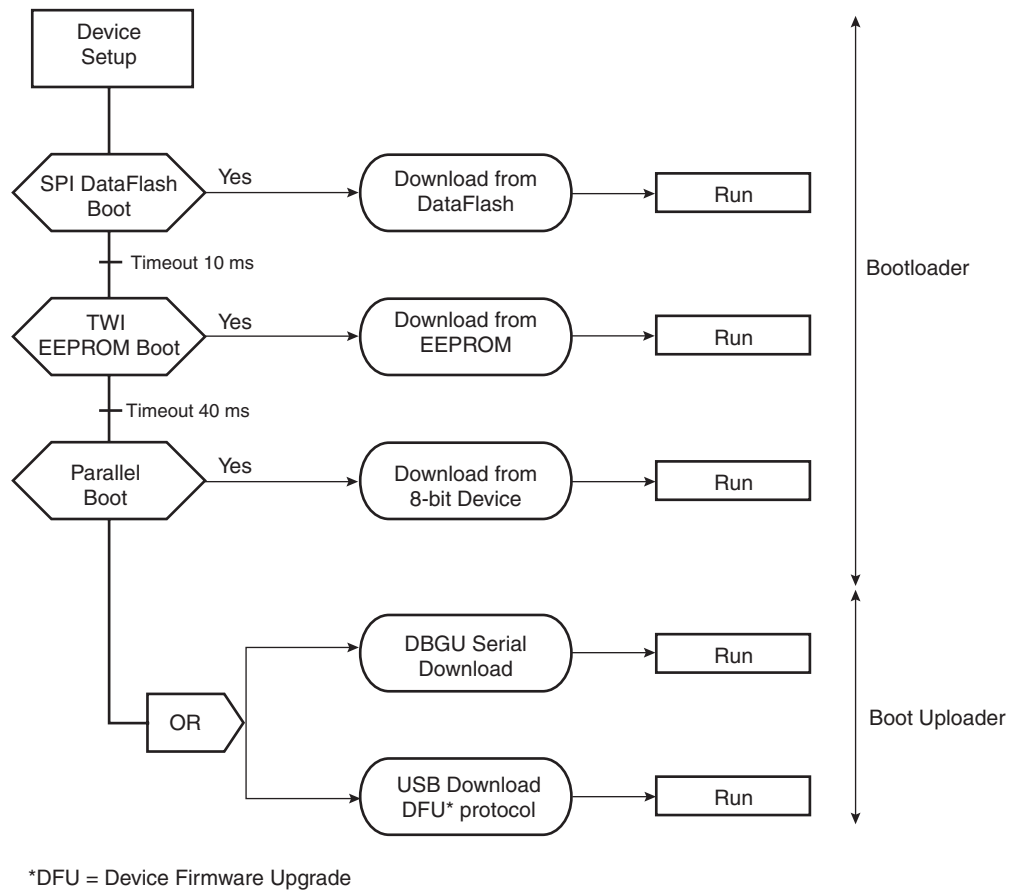 Device
Setup
SPI DataFlash
Boot
Yes
Download from
DataFlash
Run
Timeout 10 ms
Bootloader
TWI
EEPROM Boot
Yes
Download from
EEPROM
Run
Timeout 40 ms
Parallel
Boot
Yes
Download from
8-bit Device
Run
DBGU Serial
Download
Run
OR
Boot Uploader
USB Download
DFU* protocol
Run
*DFU = Device Firmware Upgrade